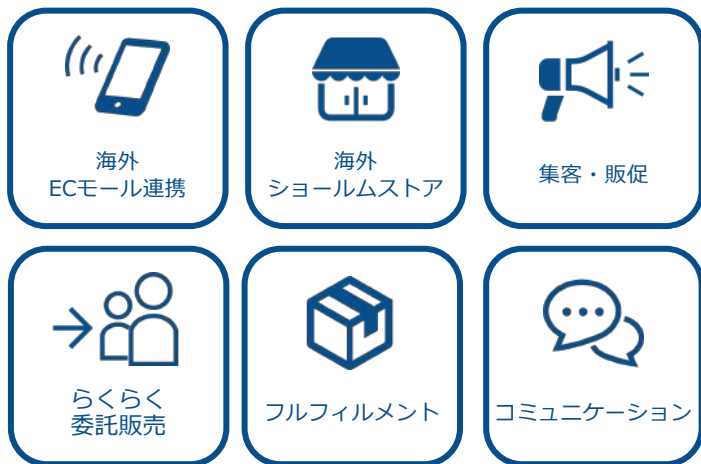 海外
ECモール連携
海外
ショールムストア
集客・販促
らくらく
委託販売
フルフィルメント
コミュニケーション